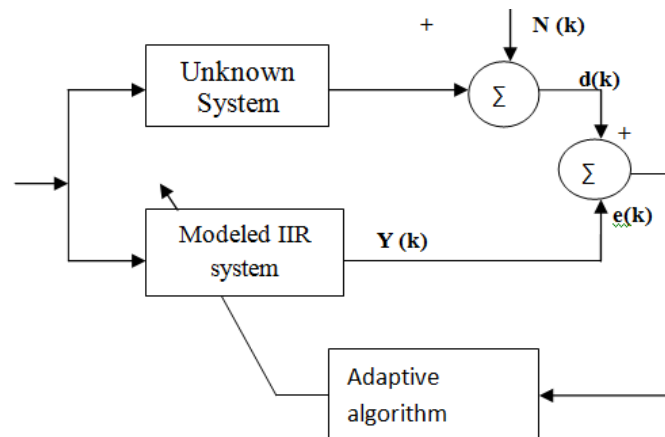 +
N (k)
Unknown
System
∑
d(k)
+
∑
e(k)
Modeled IIR
system
Y (k)
Adaptive
algorithm